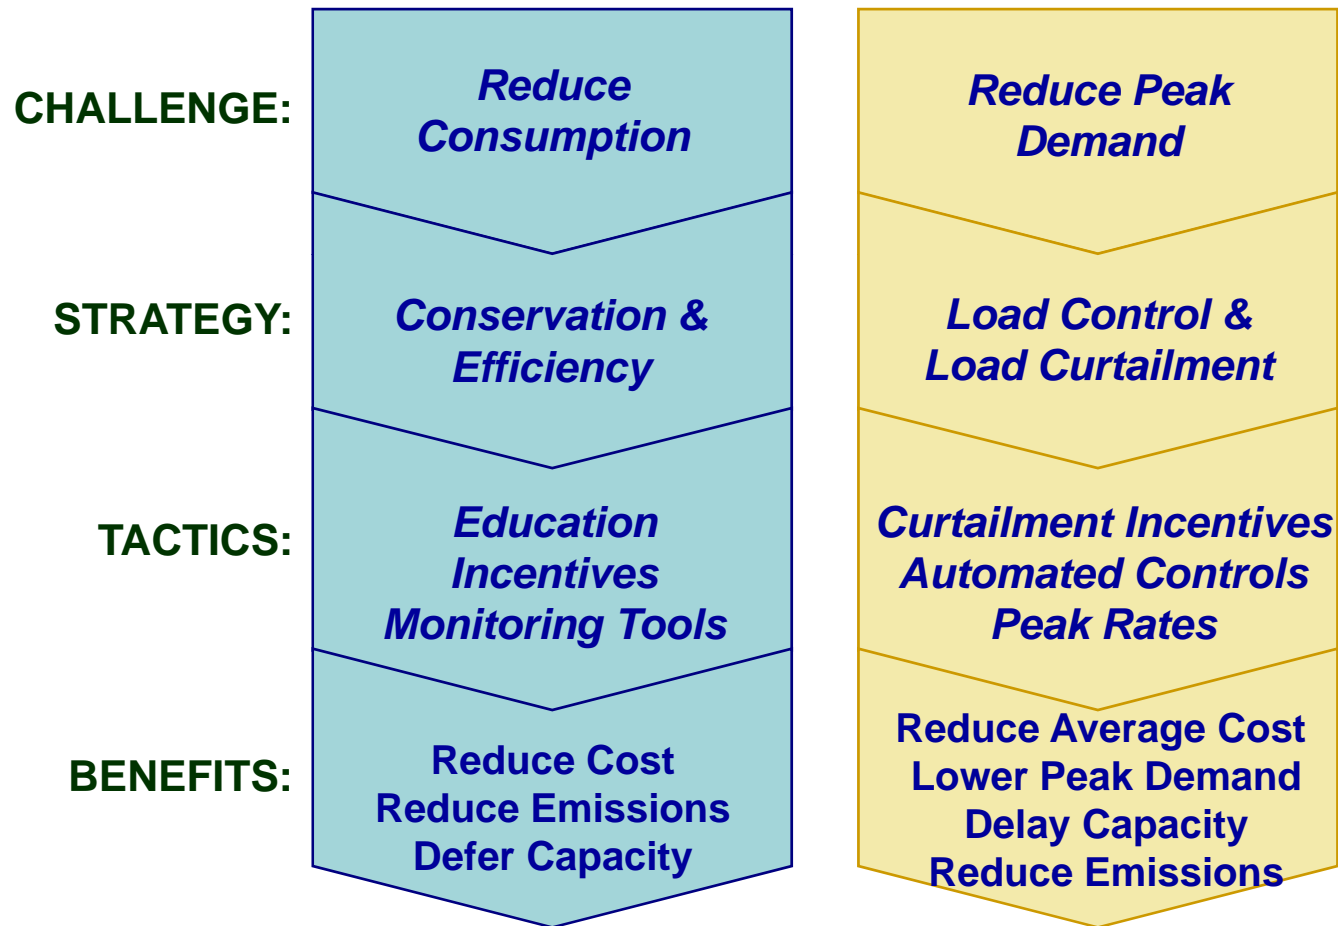 CHALLENGE:
Reduce
Consumption
Reduce Peak
Demand
STRATEGY:
Conservation &
Efficiency
Load Control &
Load Curtailment
TACTICS:
Education
Incentives
Monitoring Tools
Curtailment Incentives
Automated Controls
Peak Rates
BENEFITS:
Reduce Cost
Reduce Emissions
Defer Capacity
Reduce Average Cost
Lower Peak Demand
Delay Capacity
Reduce Emissions